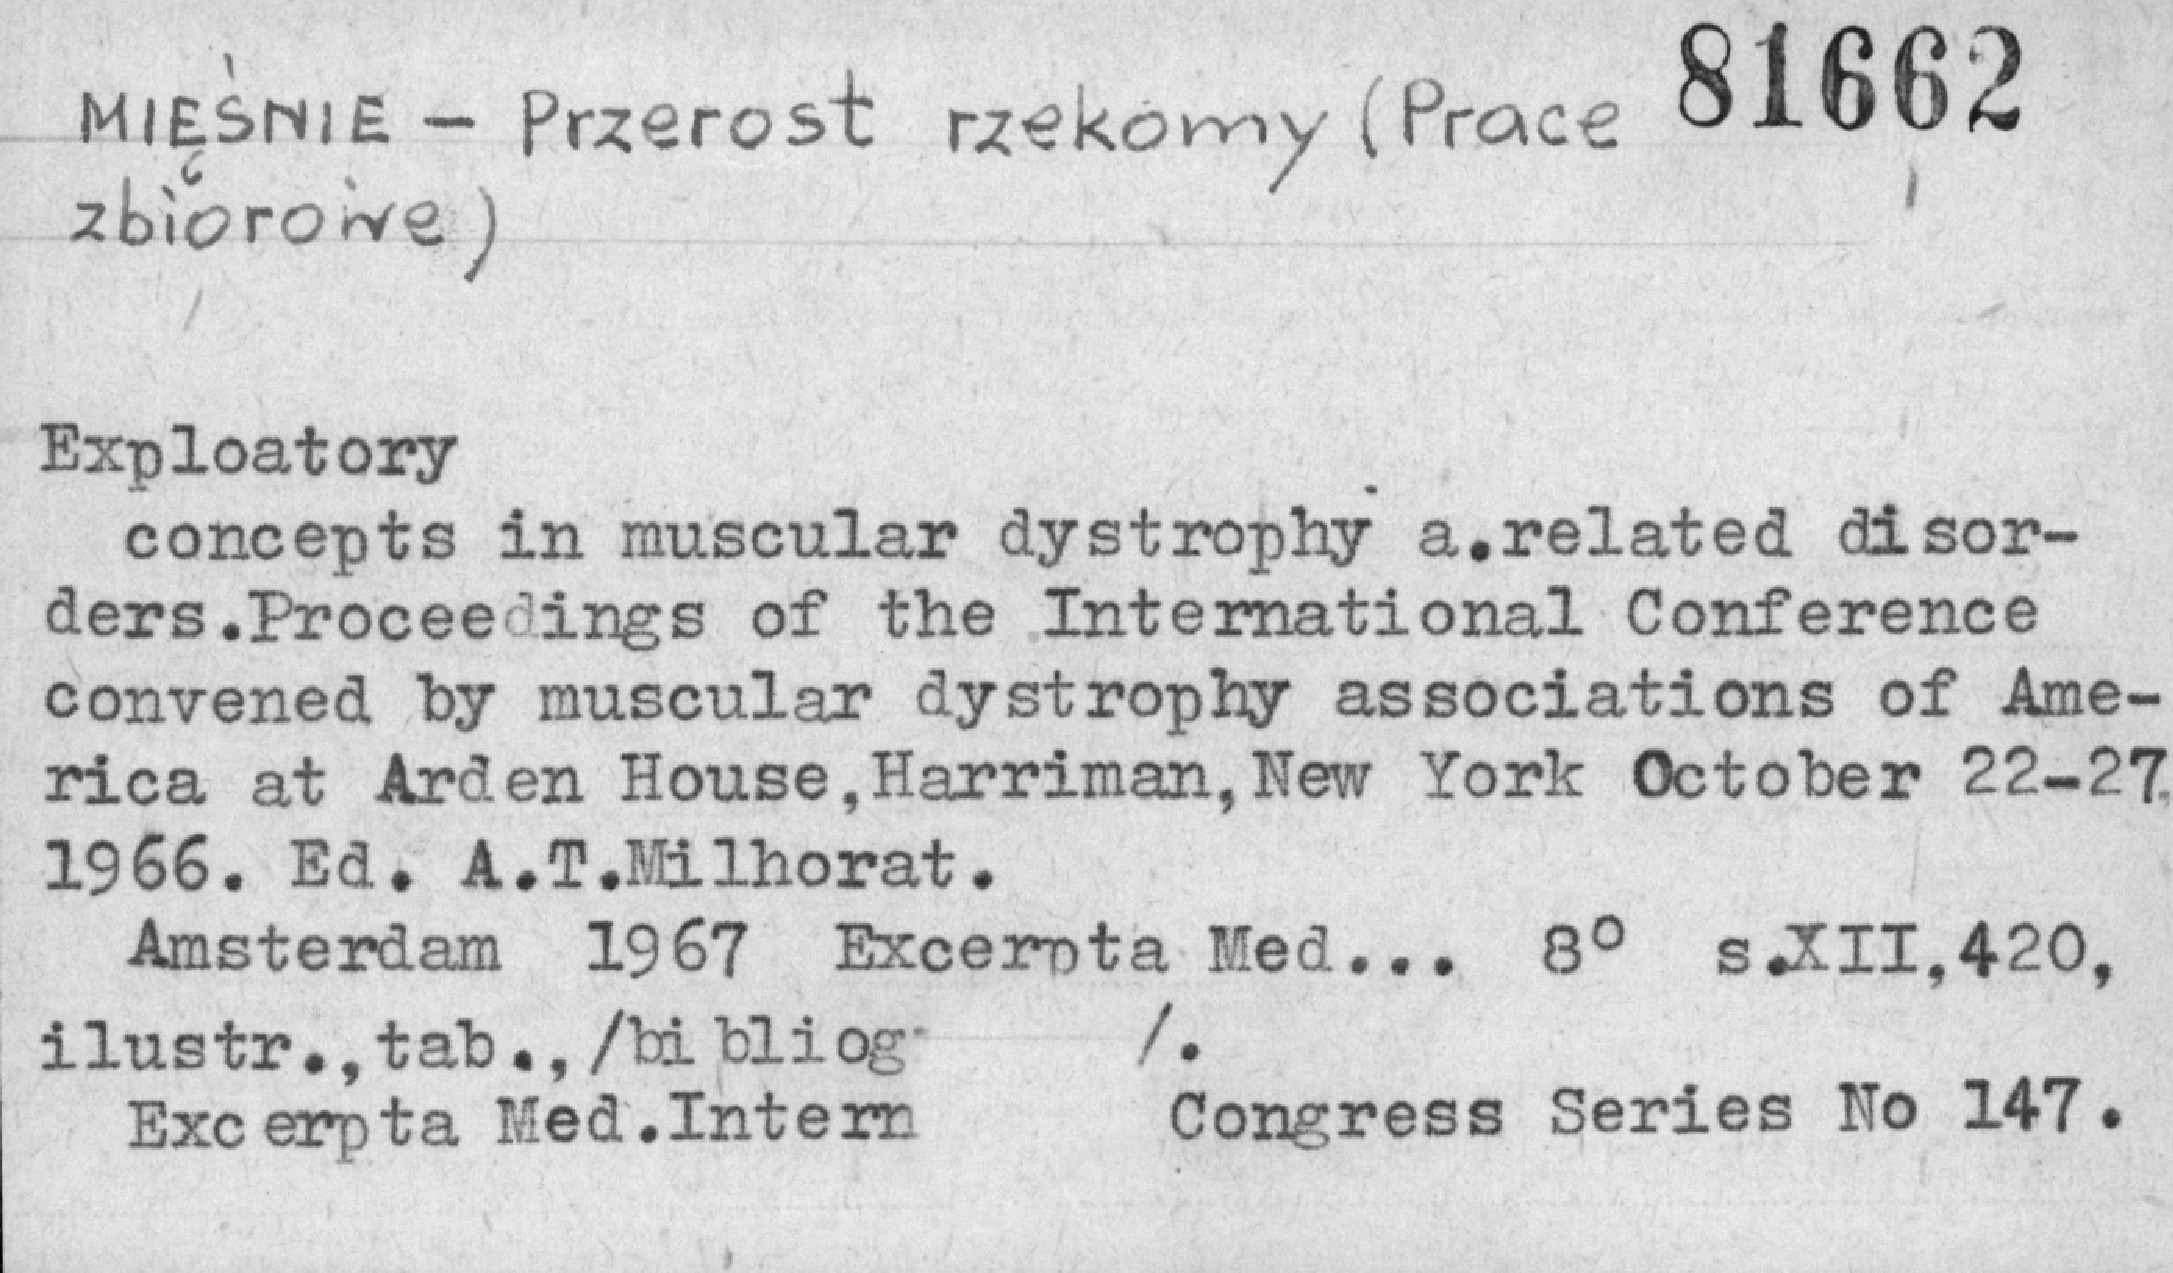 81662
MIĘŚNIE – Przerost rzekomy (Prace
zbiorowe)
Exploatory
concepts in muscular dystrophy a.related disor-
ders.Proceedings of the International Conference
convened by muscular dystrophy associations of Ame-
rica at Arden House,Harriman,New York October 22-27.
1966. Ed. A.T.Milhorat.
Amsterdam 1967 Excerpta Med... 8° s.XII,420,
ilustr.,tab.,/bibliog /.
Excerpta Med.Intern Congress Series No 147.